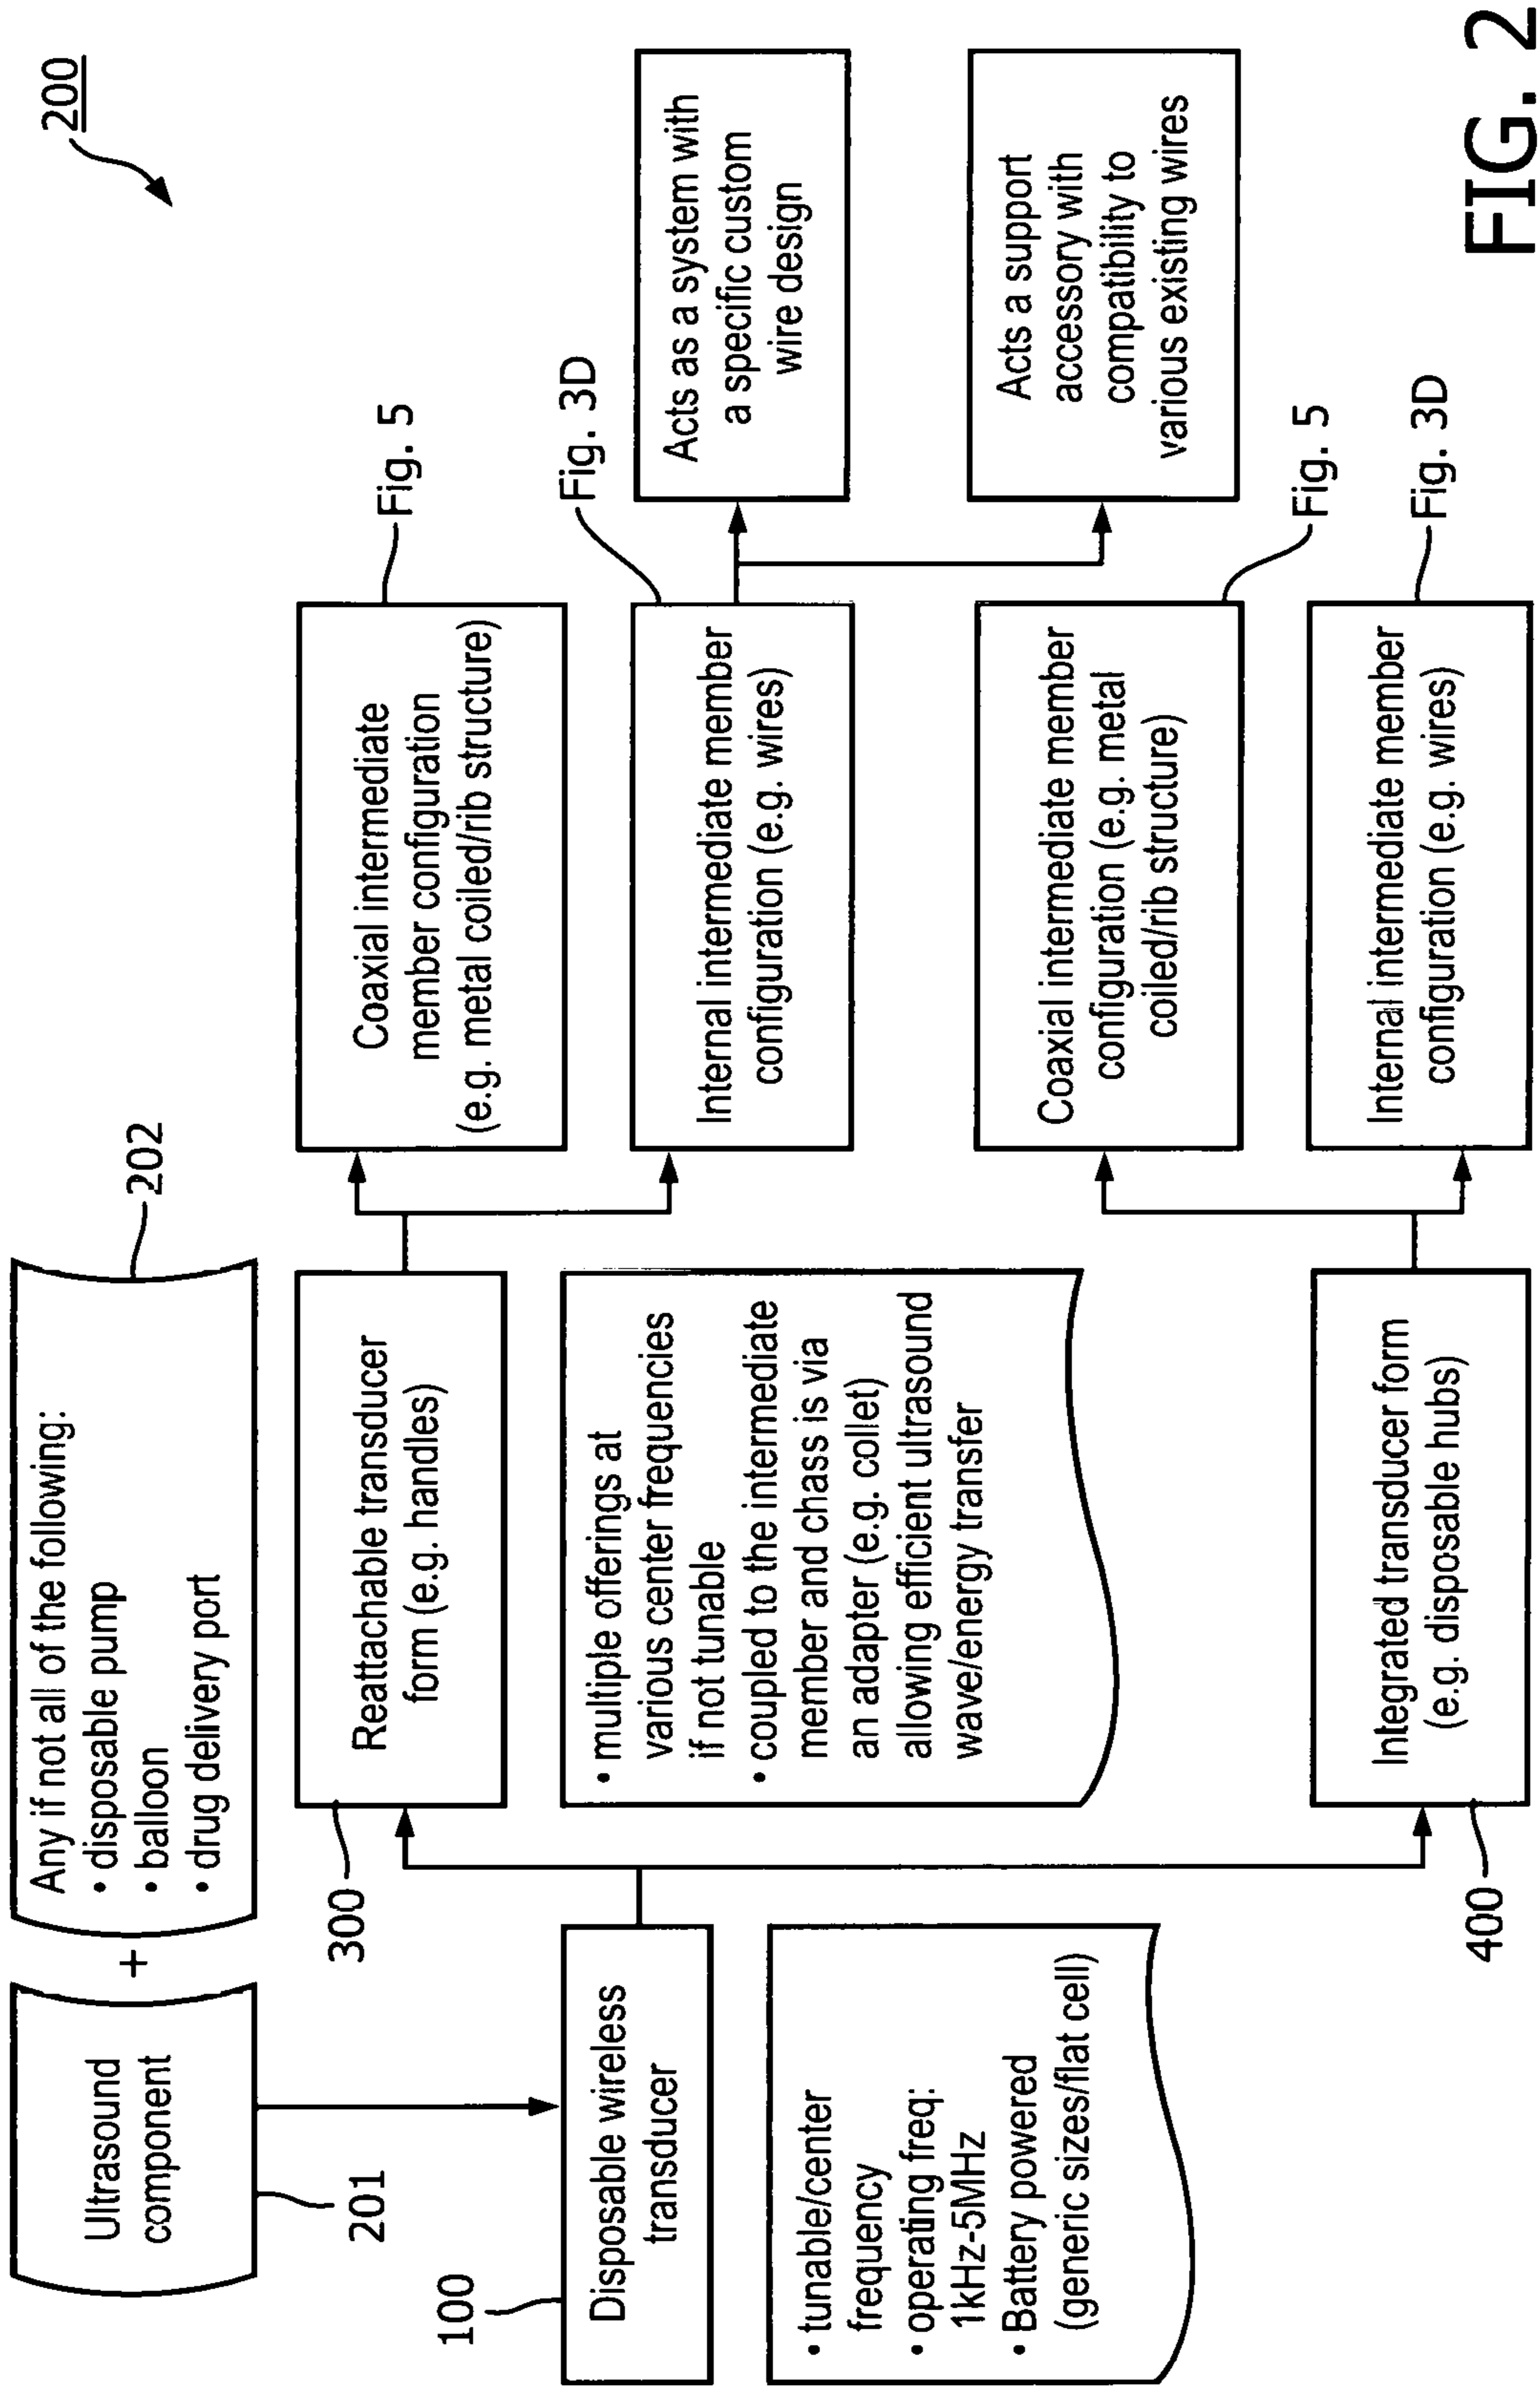 200
Ultrasound
component
201
+
Any if not all of the following:
• disposable pump
• balloon
• drug delivery port
202
100
Disposable wireless
transducer
• tunable/center
frequency
• operating freq:
1kHz-5MHz
• Battery powered
(generic sizes/flat cell)
300
Reattachable transducer
form (e.g. handles)
• multiple offerings at
various center frequencies
if not tunable
• coupled to the intermediate
member and chass is via
an adapter (e.g. collet)
allowing efficient ultrasound
wave/energy transfer
400
Integrated transducer form
(e.g. disposable hubs)
Coaxial intermediate
member configuration
(e.g. metal coiled/rib structure)
Fig. 5
Internal intermediate member
configuration (e.g. wires)
Fig. 3D
Coaxial intermediate member
configuration (e.g. metal
coiled/rib structure)
Fig. 5
Internal intermediate member
configuration (e.g. wires)
Fig. 3D
Acts as a system with
a specific custom
wire design
Acts a support
accessory with
compatibility to
various existing wires
FIG. 2